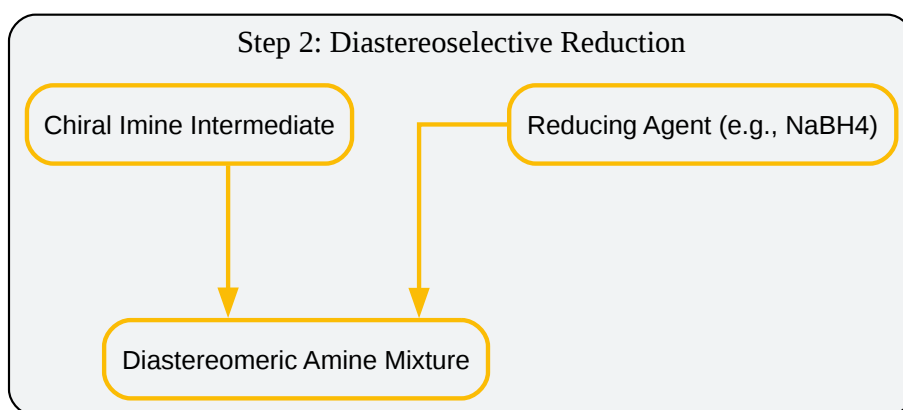 Step 2: Diastereoselective Reduction
Chiral Imine Intermediate
Reducing Agent (e.g., NaBH4)
Diastereomeric Amine Mixture